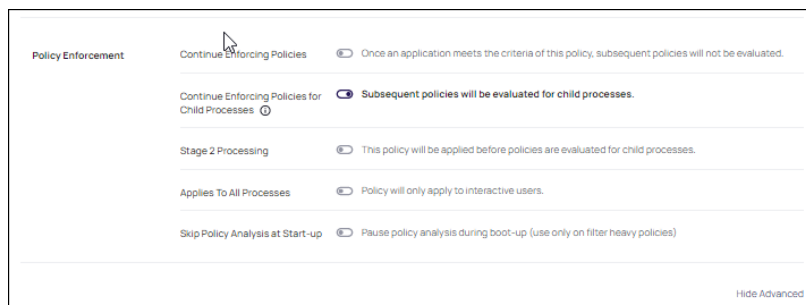 Policy Enforcement
Continue Enforcing Policies
Once an application meets the criteria of this policy, subsequent policies will not be evaluated.
Continue Enforcing Policies for
Child Processes
Subsequent policies will be evaluated for child processes.
Stage 2 Processing
This policy will be applied before policies are evaluated for child processes.
Applies To All Processes
Policy will only apply to interactive users.
Skip Policy Analysis at Start-up
Pause policy analysis during boot-up (use only on filter heavy policies)
Hide Advanced